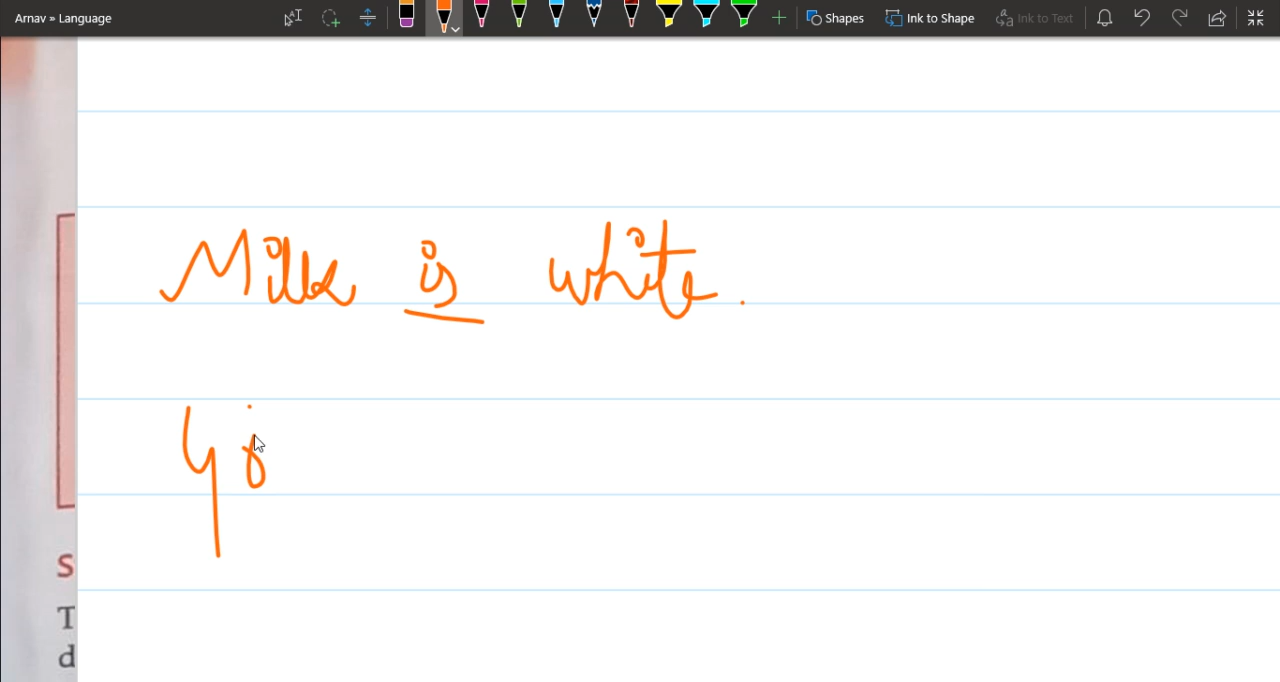 Arnav » Language
Shapes
Ink to Shape
Ink to Text
Milk is white.
S
T
d